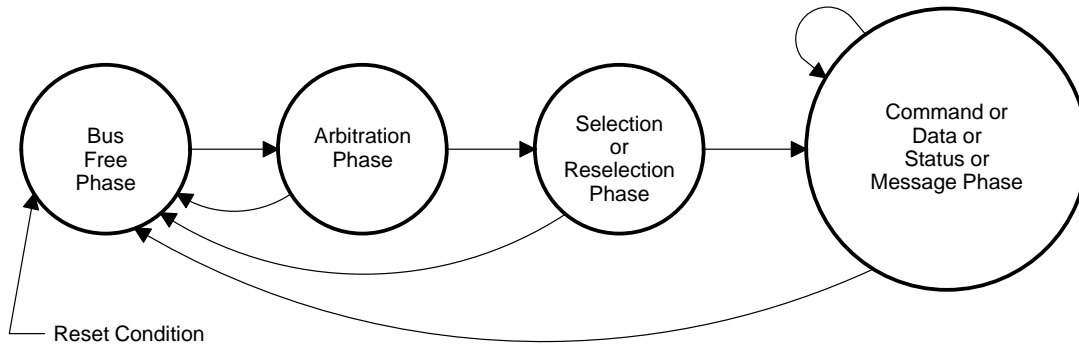 Bus
Free
Phase
Arbitration
Phase
Selection
or
Reselection
Phase
Command or
Data or
Status or
Message Phase
Reset Condition